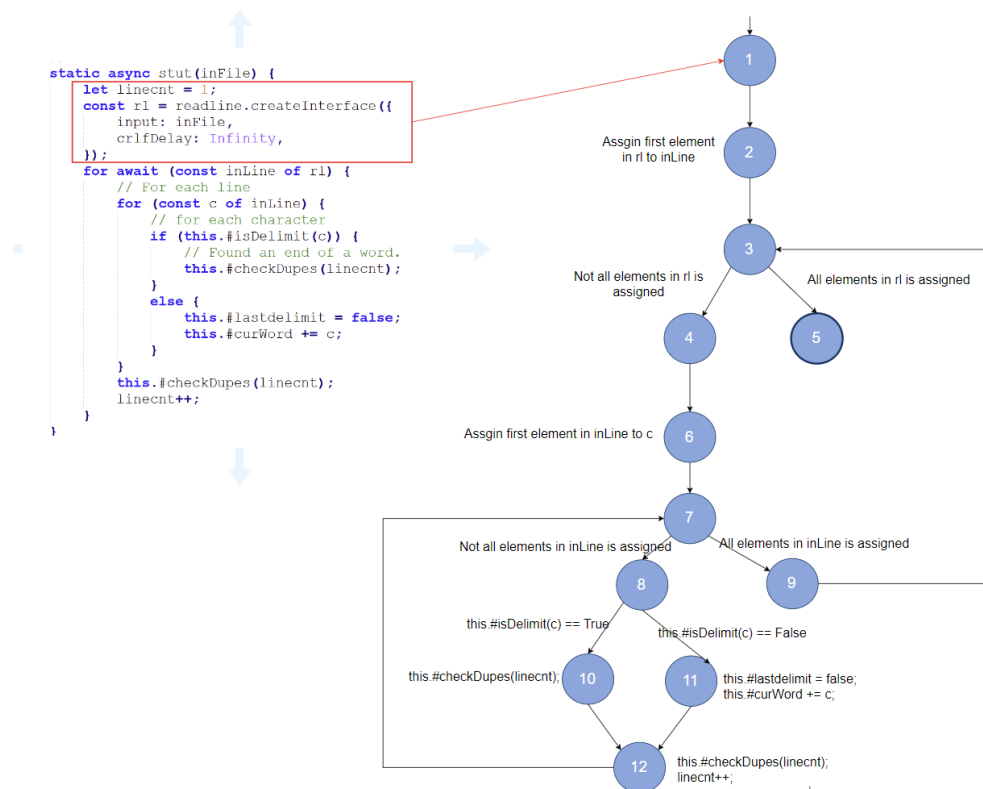 static async stut(inFile) {
let linecnt = 1;
const rl = readline.createInterface({
input: inFile,
crlfDelay: Infinity,
});
for await (const inLine of rl) {
// For each line
for (const c of inLine) {
// for each character
if (this.#isDelimit(c)) {
// Found an end of a word.
this.#checkDupes(linecnt);
}
else {
this.#lastdelimit = false;
this.#curWord += c;
}
}
this.#checkDupes(linecnt);
linecnt++;
}
}
1
Assgin first element
in rl to inLine
2
3
Not all elements in rl is
assigned
All elements in rl is assigned
4
5
Assgin first element in inLine to c
6
7
Not all elements in inLine is assigned
All elements in inLine is assigned
8
9
this.#isDelimit(c) == True
this.#isDelimit(c) == False
this.#checkDupes(linecnt);
10
11
this.#lastdelimit = false;
this.#curWord += c;
12
this.#checkDupes(linecnt);
linecnt++;